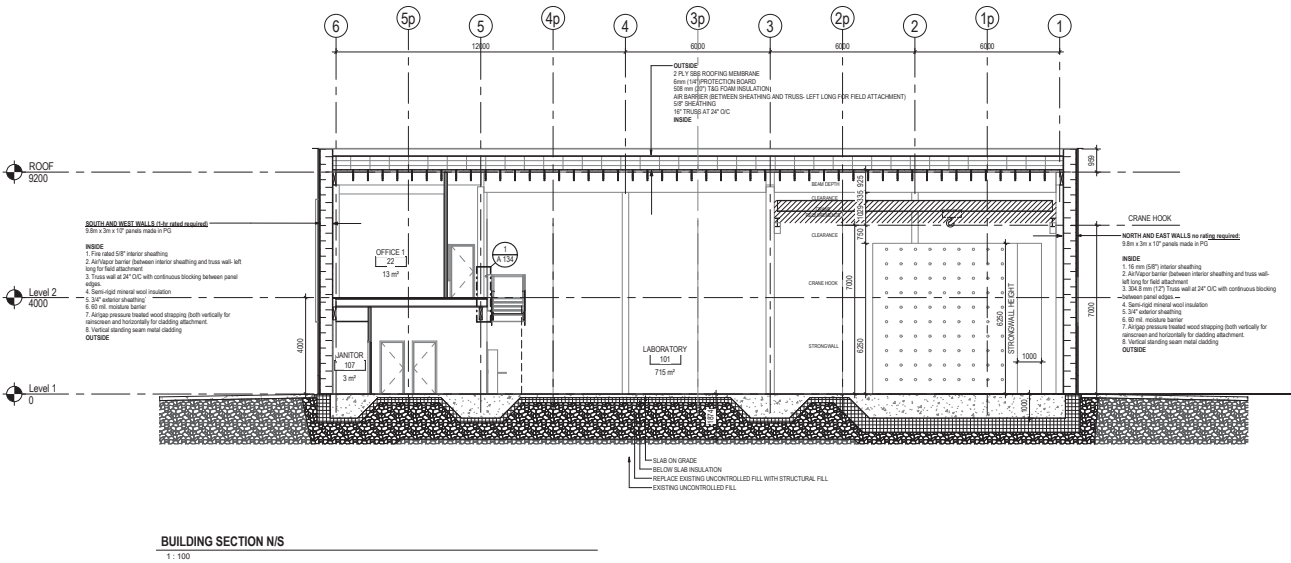 6
5p
5
4p
4
3p
3
2p
2
1p
1
12000
6000
6000
6000
OUTSIDE
2 PLY SBS ROOFING MEMBRANE
6mm (1/4")PROTECTION BOARD
508 mm (20") T&G FOAM INSULATION
AIR BARRIER (BETWEEN SHEATHING AND TRUSS- LEFT LONG FOR FIELD ATTACHMENT)
5/8" SHEATHING
16" TRUSS AT 24" O/C
INSIDE
ROOF
9200
959
SOUTH AND WEST WALLS (1-hr rated required)
9.8m x 3m x 10" panels made in PG
INSIDE
1. Fire rated 5/8" interior sheathing
2. Air/Vapor barrier (between interior sheathing and truss wall- left
long for field attachment
3. Truss wall at 24" O/C with continuous blocking between panel
edges.
4. Semi-rigid mineral wool insulation
5. 3/4" exterior sheathing
6. 60 mil. moisture barrier
7. Air/gap pressure treated wood strapping (both vertically for
rainscreen and horizontally for cladding attachment.
8. Vertical standing seam metal cladding
OUTSIDE
Level 2
4000
4000
Level 1
0
OFFICE 1
22
13 m²
1
A 134
JANITOR
107
3 m²
LABORATORY
101
715 m²
BEAM DEPTH
925
CLEARANCE
335
1029
CLEARANCE
750
CRANE HOOK
7000
STRONGWALL
6250
6250
STRONGWALL HEIGHT
1000
1000
1874
CRANE HOOK
7000
NORTH AND EAST WALLS no rating required:
9.8m x 3m x 10" panels made in PG
INSIDE
1. 16 mm (5/8") interior sheathing
2. Air/Vapor barrier (between interior sheathing and truss wall-
left long for field attachment
3. 304.8 mm (12") Truss wall at 24" O/C with continuous blocking
between panel edges.
4. Semi-rigid mineral wool insulation
5. 3/4" exterior sheathing
6. 60 mil. moisture barrier
7. Air/gap pressure treated wood strapping (both vertically for
rainscreen and horizontally for cladding attachment.
8. Vertical standing seam metal cladding
OUTSIDE
SLAB ON GRADE
BELOW SLAB INSULATION
REPLACE EXISTING UNCONTROLLED FILL WITH STRUCTURAL FILL
EXISTING UNCONTROLLED FILL
BUILDING SECTION N/S
1 : 100